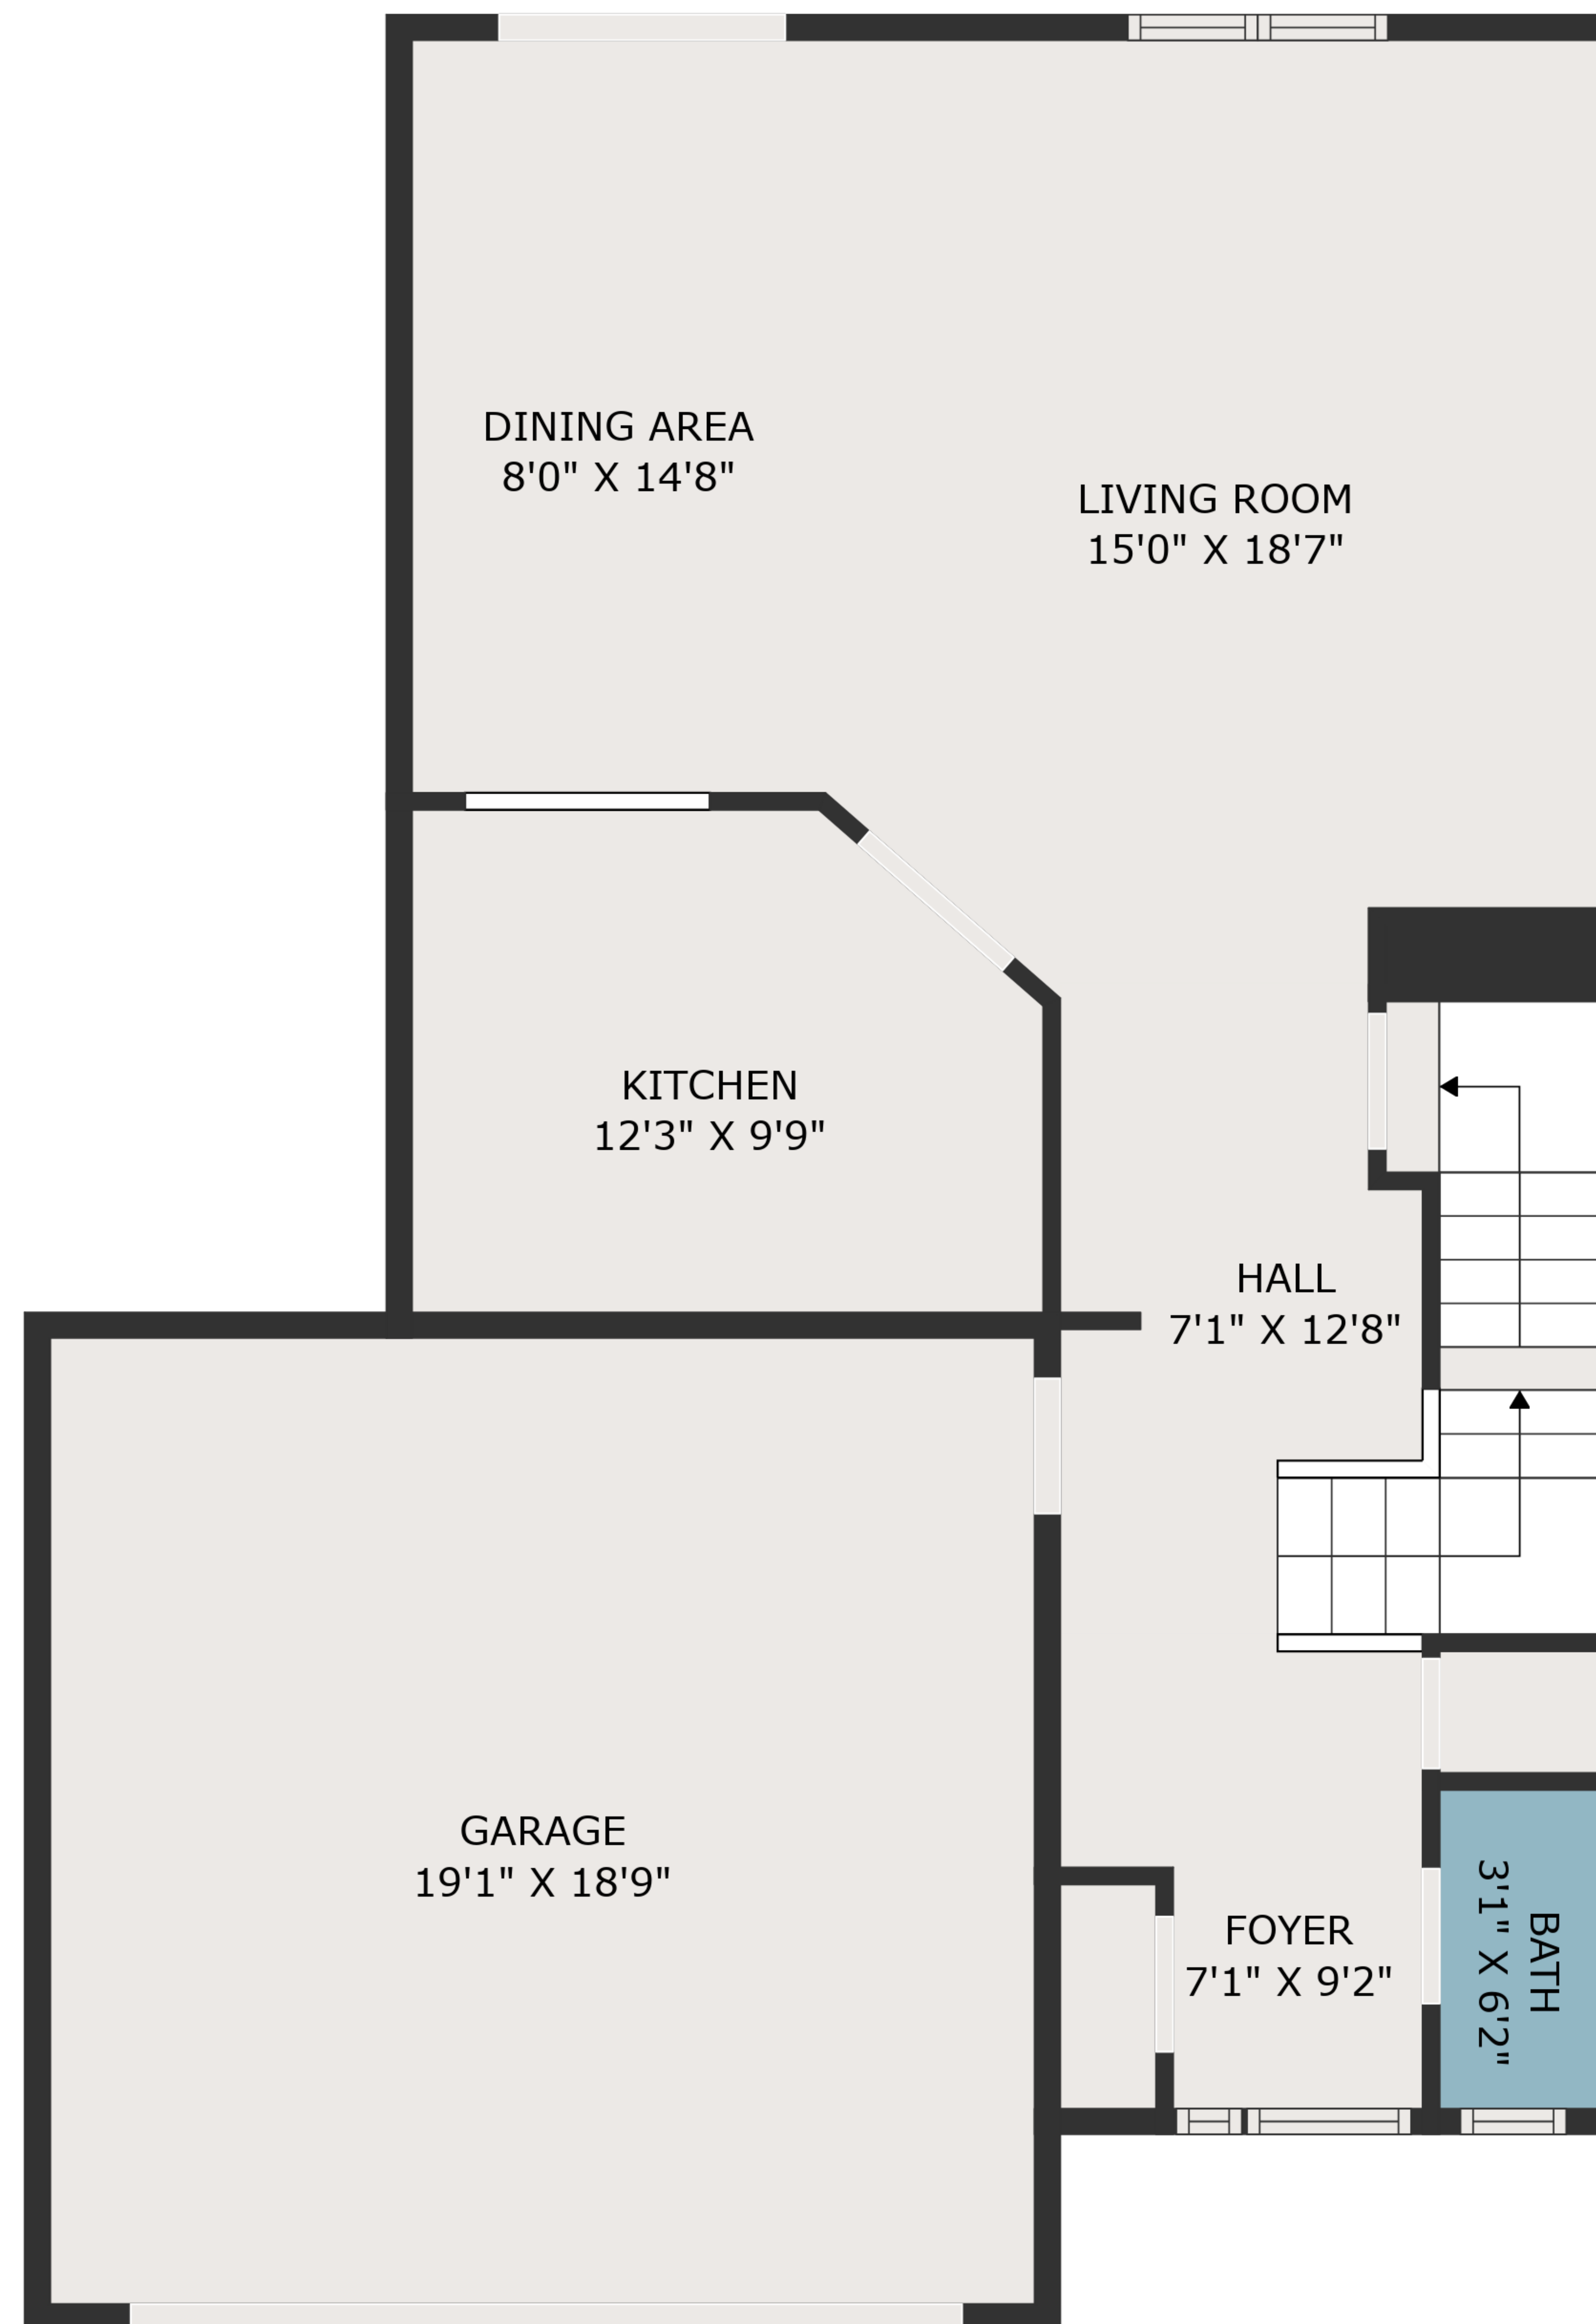 DINING AREA
8'0" X 14'8"
LIVING ROOM
15'0" X 18'7"
KITCHEN
12'3" X 9'9"
HALL
7'1" X 12'8"
GARAGE
19'1" X 18'9"
FOYER
7'1" X 9'2"
BATH
3'1" X 6'2"